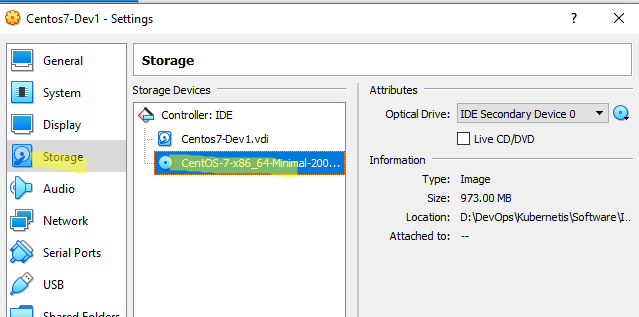 Centos7-Dev1 - Settings
?
General
System
Display
Storage
Audio
Network
Serial Ports
USB
Shared Folders
Storage
Storage Devices
Controller: IDE
Centos7-Dev1.vdi
CentOS-7-x86_64-Minimal-200...
Attributes
Optical Drive: IDE Secondary Device 0
Live CD/DVD
Information
Type: Image
Size: 973.00 MB
Location: D:\DevOps\Kubernetis\Software\I...
Attached to: --